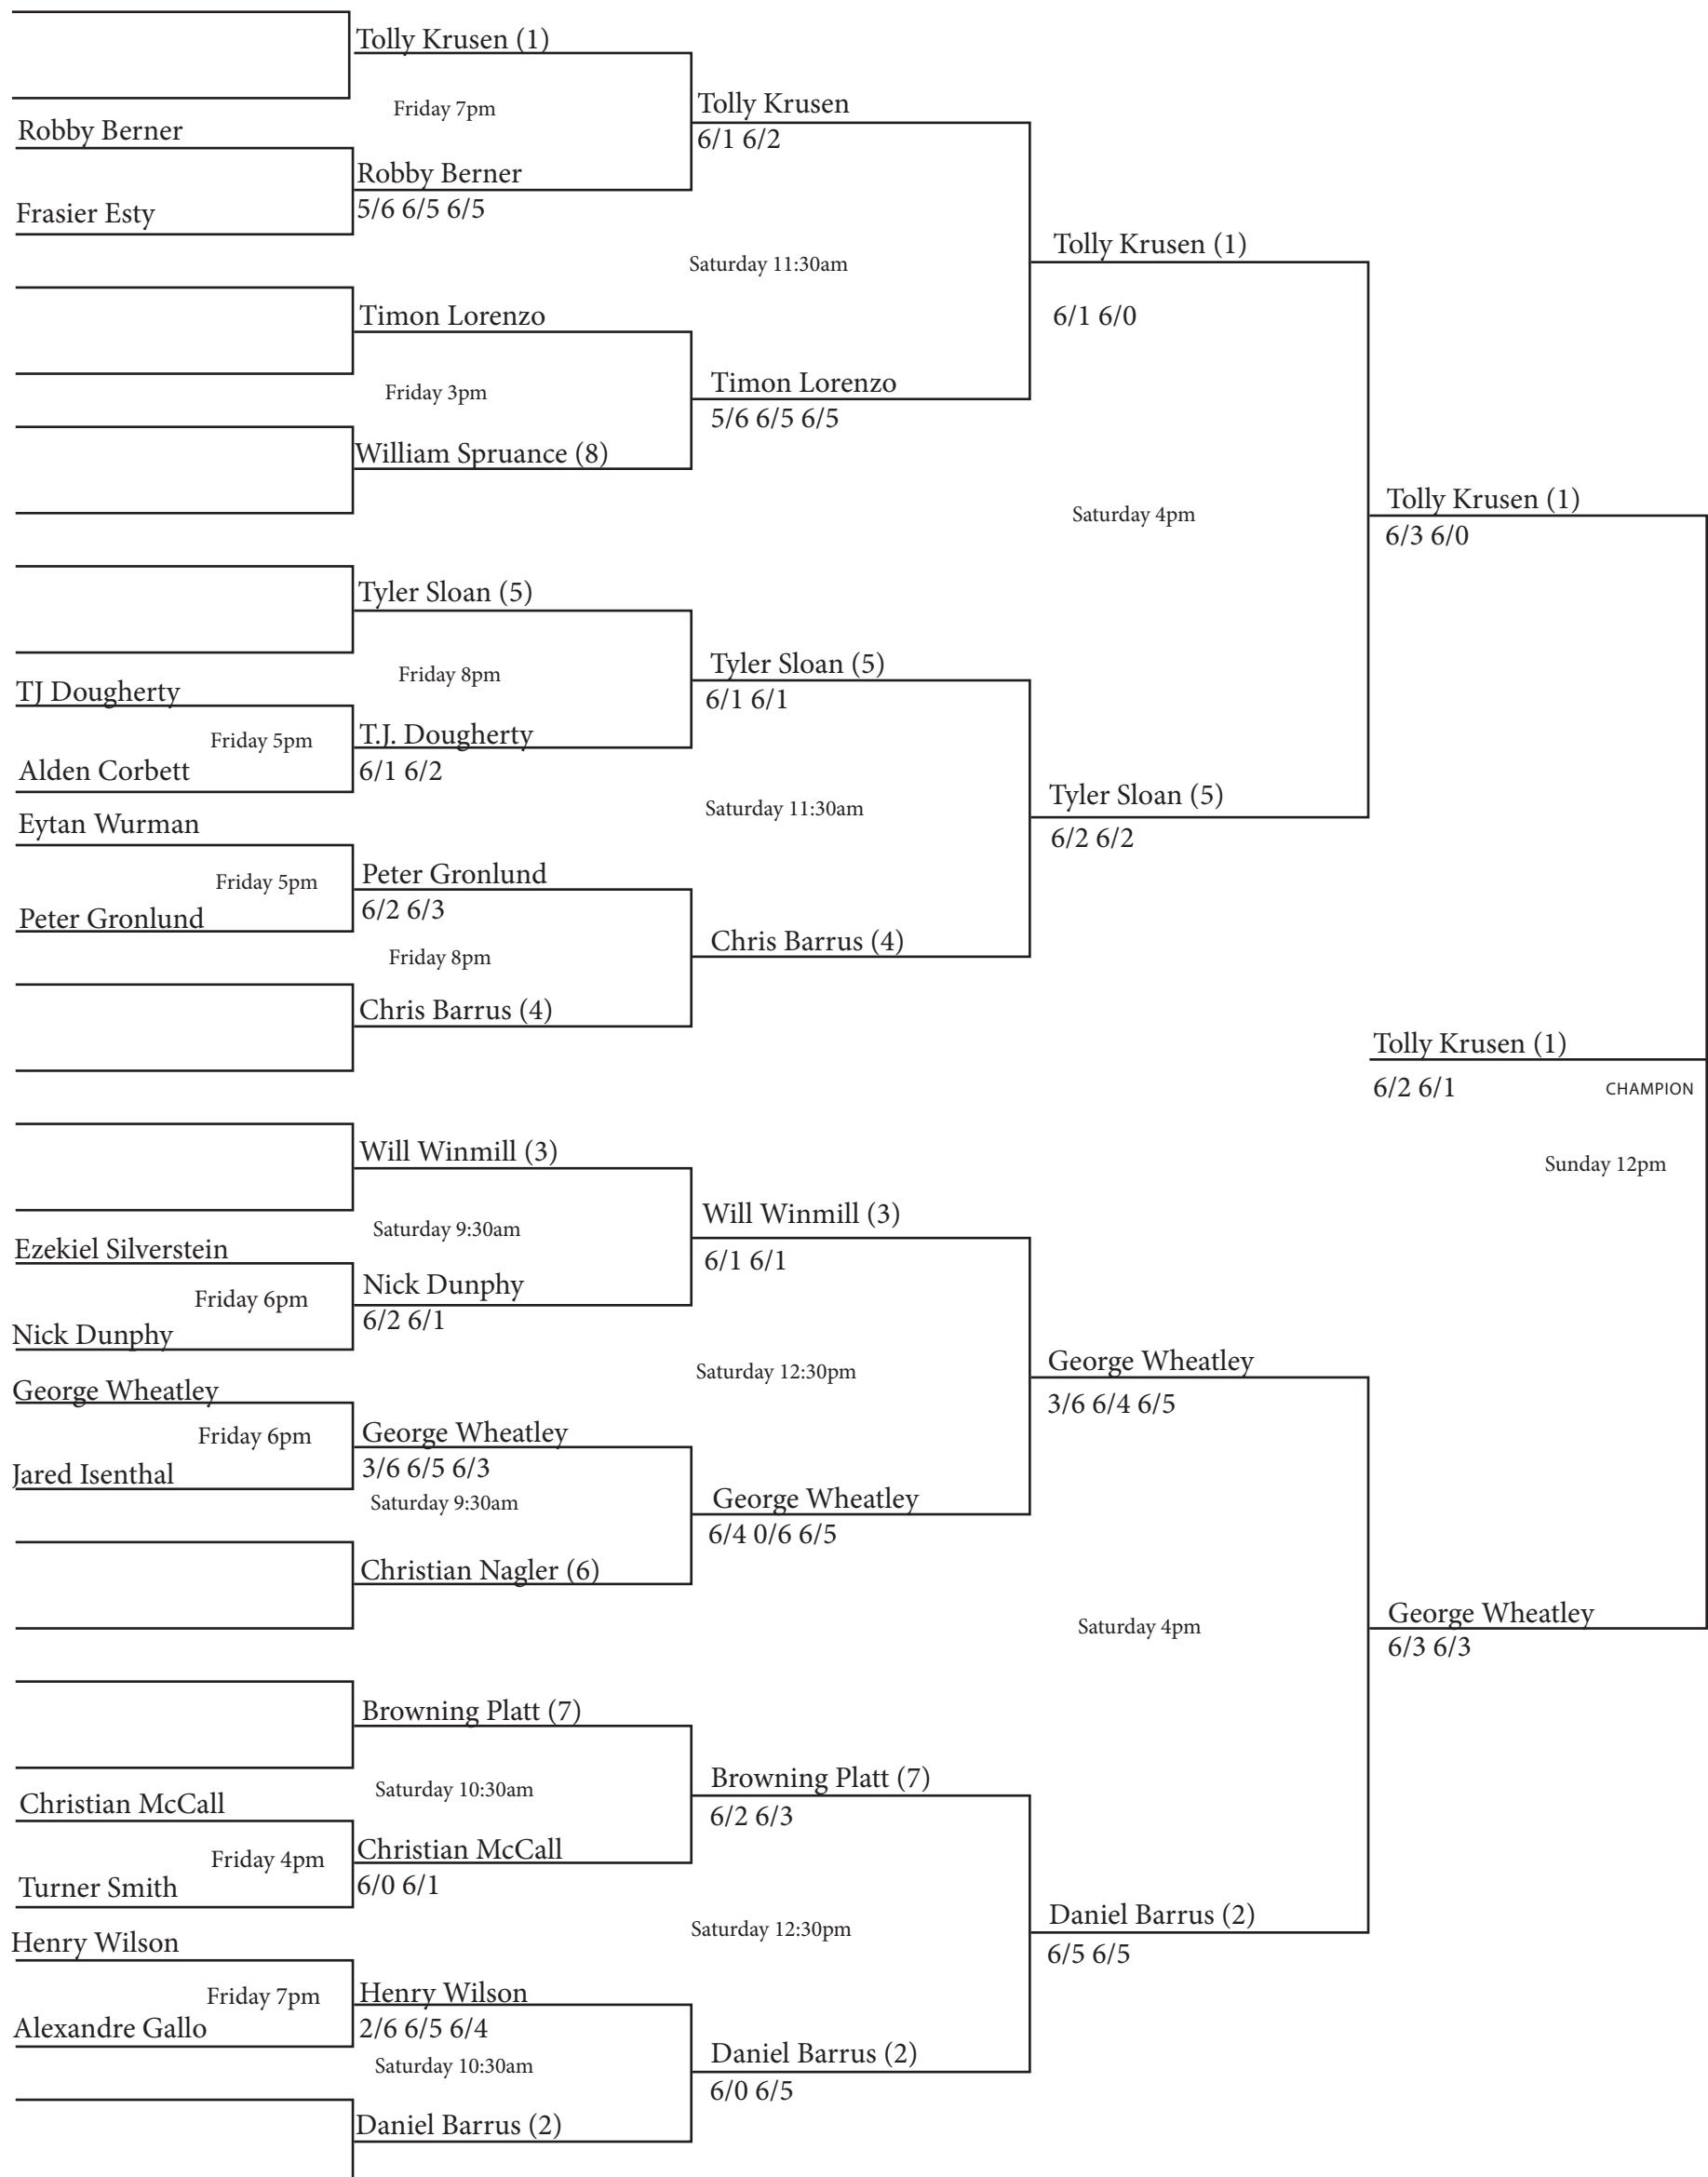 Tolly Krusen (1)
Friday 7pm
Robby Berner
Robby Berner
5/6 6/5 6/5
Frasier Esty
Tolly Krusen
6/1 6/2
Saturday 11:30am
Timon Lorenzo
Friday 3pm
William Spruance (8)
Timon Lorenzo
5/6 6/5 6/5
Tolly Krusen (1)
6/1 6/0
Saturday 4pm
Tyler Sloan (5)
Friday 8pm
TJ Dougherty
Friday 5pm
Alden Corbett
T.J. Dougherty
6/1 6/2
Tyler Sloan (5)
6/1 6/1
Saturday 11:30am
Eytan Wurman
Friday 5pm
Peter Gronlund
Peter Gronlund
6/2 6/3
Friday 8pm
Chris Barrus (4)
Chris Barrus (4)
Tyler Sloan (5)
6/2 6/2
Tolly Krusen (1)
6/3 6/0
Tolly Krusen (1)
6/2 6/1
CHAMPION
Sunday 12pm
Will Winmill (3)
Saturday 9:30am
Ezekiel Silverstein
Friday 6pm
Nick Dunphy
Nick Dunphy
6/2 6/1
Will Winmill (3)
6/1 6/1
Saturday 12:30pm
George Wheatley
Friday 6pm
Jared Isenthal
George Wheatley
3/6 6/5 6/3
Saturday 9:30am
Christian Nagler (6)
George Wheatley
6/4 0/6 6/5
George Wheatley
3/6 6/4 6/5
Saturday 4pm
George Wheatley
6/3 6/3
Browning Platt (7)
Saturday 10:30am
Christian McCall
Friday 4pm
Turner Smith
Christian McCall
6/0 6/1
Browning Platt (7)
6/2 6/3
Saturday 12:30pm
Henry Wilson
Friday 7pm
Alexandre Gallo
Henry Wilson
2/6 6/5 6/4
Saturday 10:30am
Daniel Barrus (2)
Daniel Barrus (2)
6/0 6/5
Daniel Barrus (2)
6/5 6/5